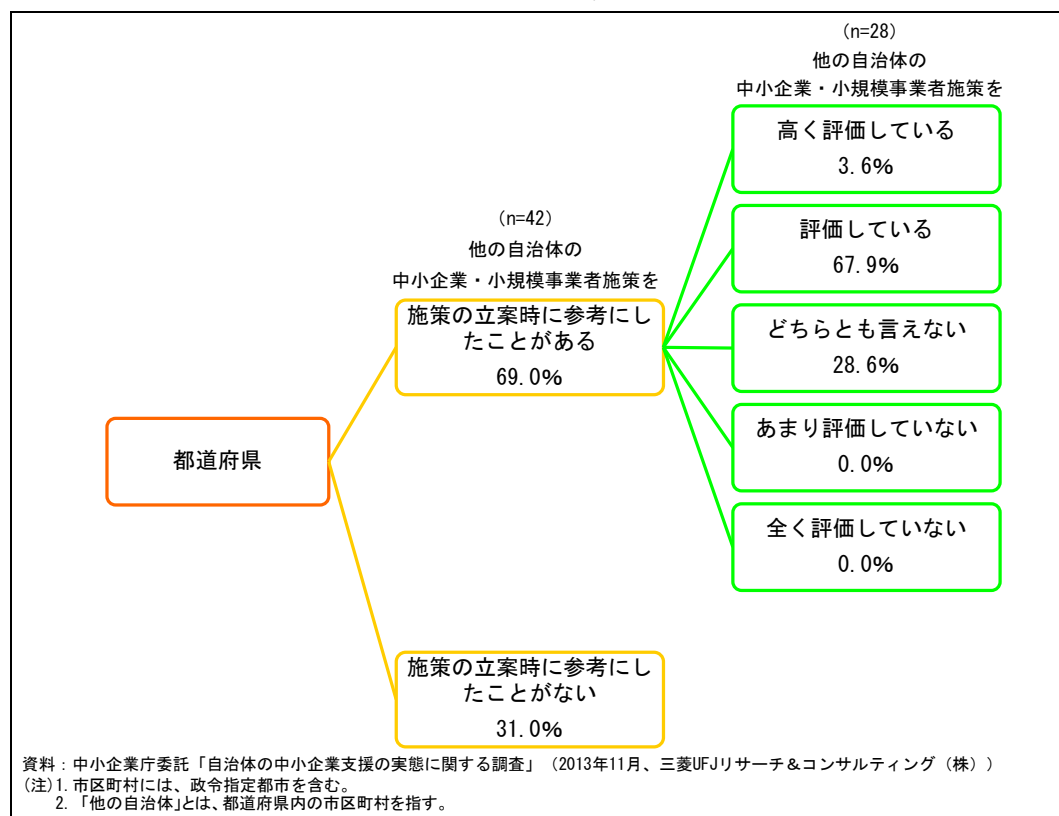 (n=28)
他の自治体の
中小企業・小規模事業者施策を
高く評価している
3.6%
(n=42)
他の自治体の
中小企業・小規模事業者施策を
評価している
67.9%
施策の立案時に参考にし
たことがある
69.0%
どちらとも言えない
28.6%
あまり評価していない
0.0%
都道府県
全く評価していない
0.0%
施策の立案時に参考にし
たことがない
31.0%
資料：中小企業庁委託「自治体の中小企業支援の実態に関する調査」（2013年11月、三菱UFJリサーチ＆コンサルティング（株））
(注)1. 市区町村には、政令指定都市を含む。
2. 「他の自治体」とは、都道府県内の市区町村を指す。